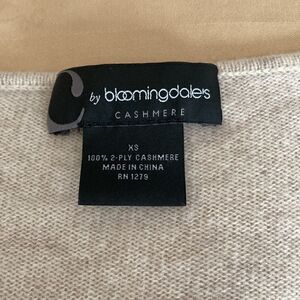 C by bloomingdale's
CASHMERE
XS
100% 2-PLY CASHMERE
MADE IN CHINA
RN 1279